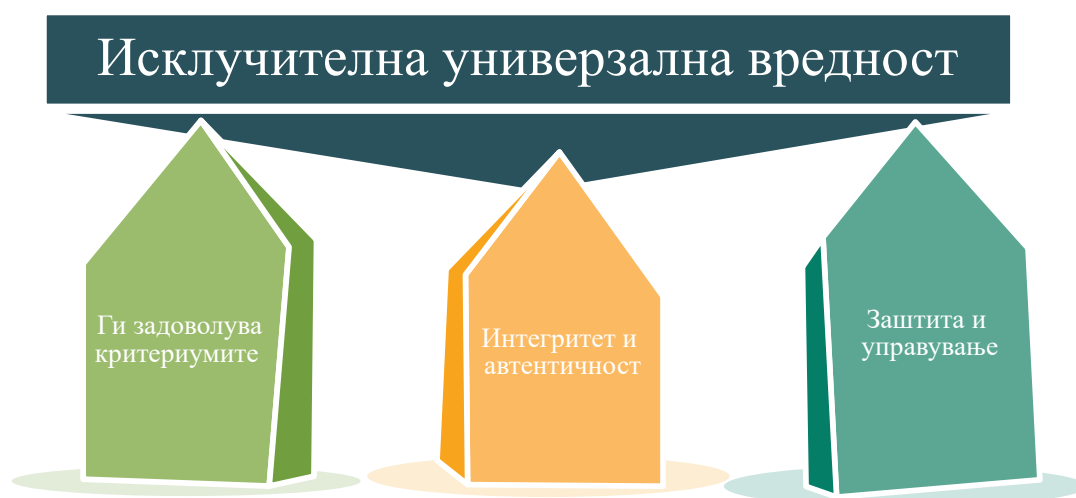 Исклучителна универзална вредност
Ги задоволува
критериумите
Интегритет и
автентичност
Заштита и
управување